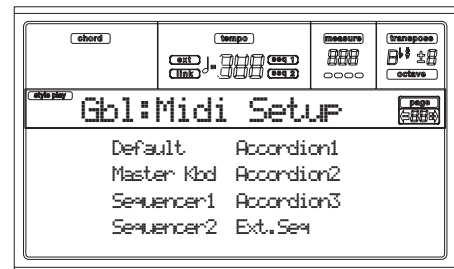 chord tempo measure transpose
ext seq 1
link seq 2
octave
style play
Gbl:Midi Setup page
Default Accordion1
Master Kbd Accordion2
Sequencer1 Accordion3
Sequencer2 Ext.Seq